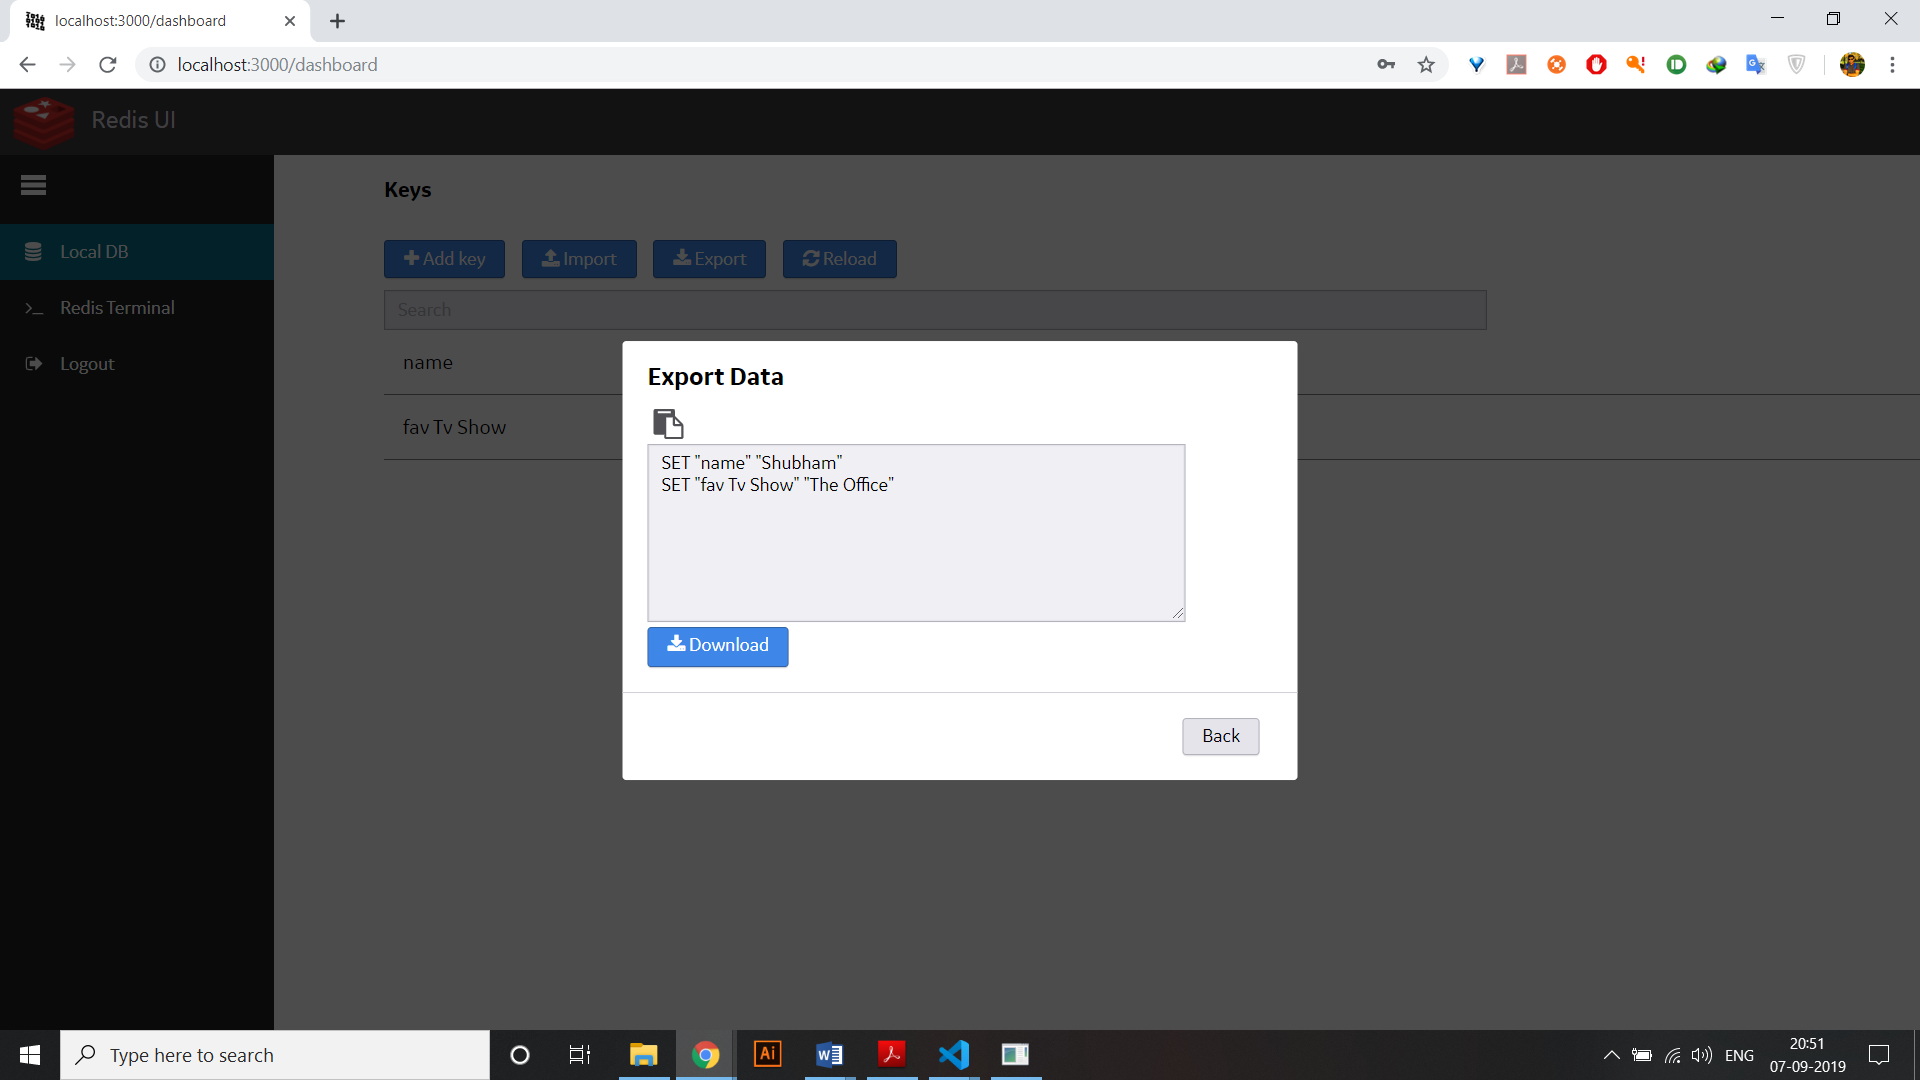 localhost:3000/dashboard
localhost:3000/dashboard
Redis UI
Keys
Local DB
Add key Import Export Reload
Redis Terminal
Search
Logout
name
fav Tv Show
Export Data
SET "name" "Shubham"
SET "fav Tv Show" "The Office"
Download
Back
Type here to search
Ai
ENG
20:51
07-09-2019